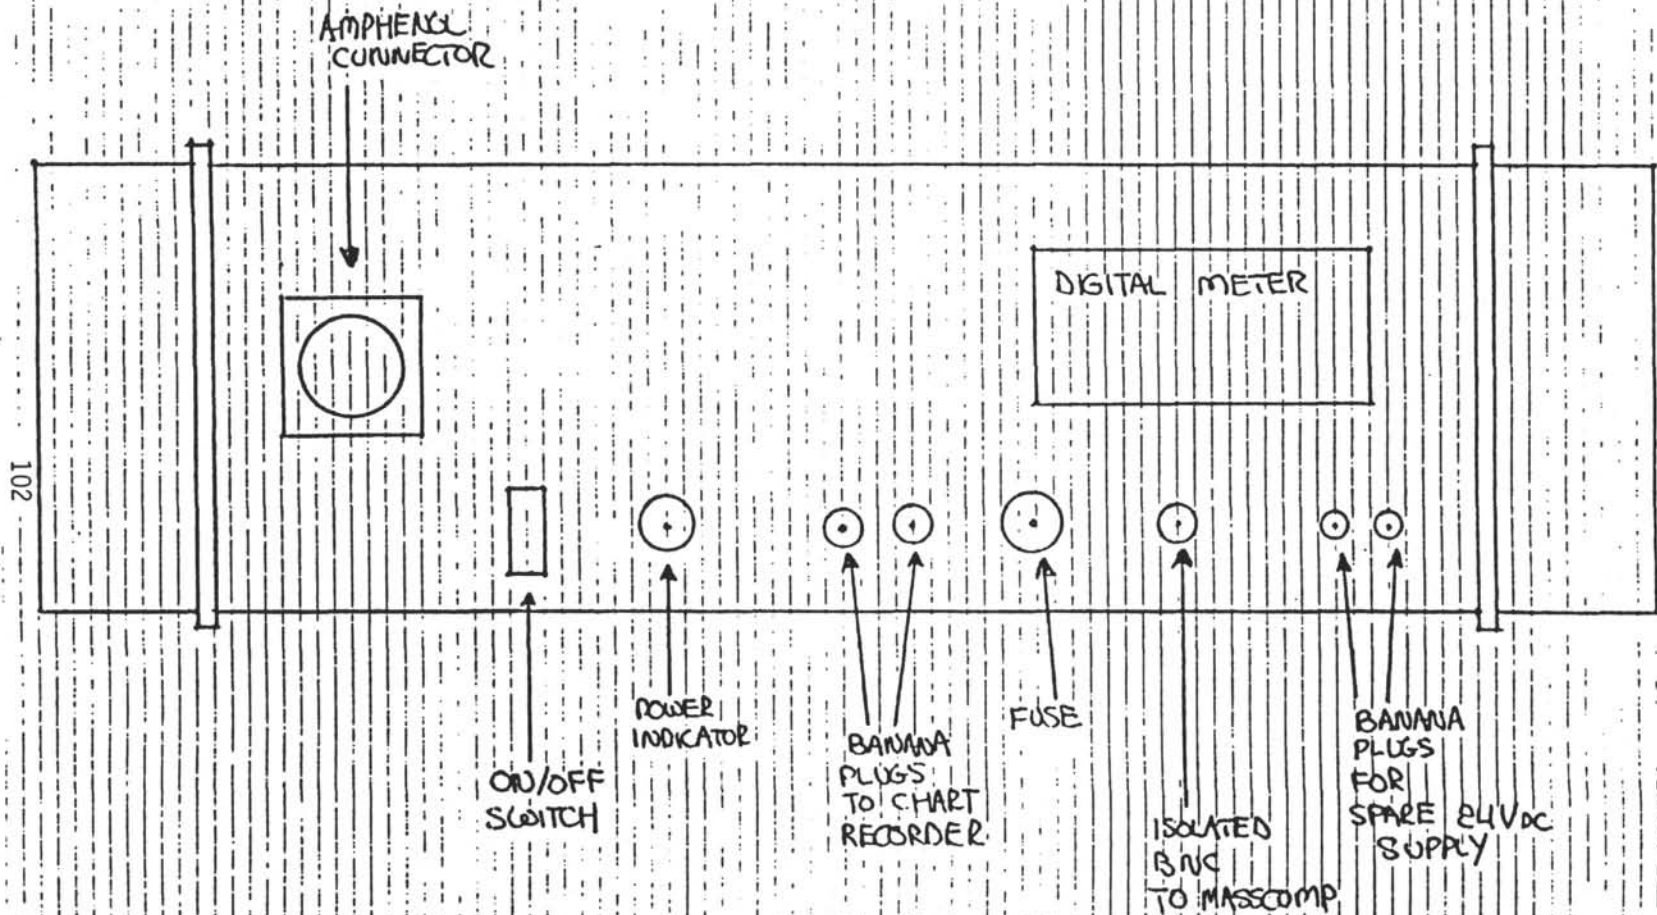 AMPHENOL
CONNECTOR
DIGITAL METER
102
POWER
INDICATOR
ON/OFF
SWITCH
BANANA
PLUGS
TO CHART
RECORDER
FUSE
ISOLATED
BNC
TO MASSCOMP
BANANA
PLUGS
FOR
SPARE 24VDC
SUPPLY